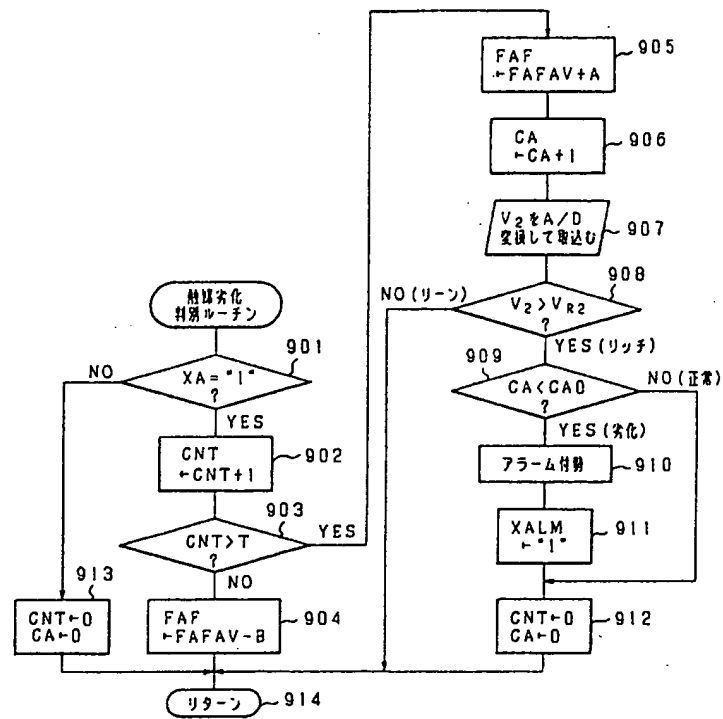 触媒劣化
判別ルーチン
901
XA="1"
?
NO
YES
CNT
←CNT+1
902
903
CNT>T
?
YES
NO
FAF
←FAFAV-B
904
913
CNT←0
CA←0
リターン
914
FAF
←FAFAV+A
905
CA
←CA+1
906
V2をA/D
変換して取込む
907
908
V2>VR2
?
NO(リーン)
YES(リッチ)
909
CA<CA0
?
NO(正常)
YES(劣化)
アラーム付勢
910
XALM
←"1"
911
CNT←0
CA←0
912